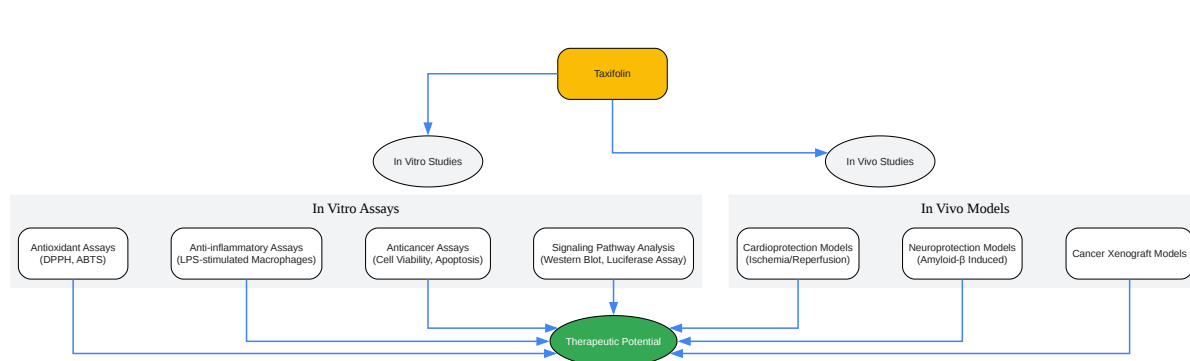 Taxifolin
In Vitro Studies
In Vivo Studies
In Vitro Assays
In Vivo Models
Antioxidant Assays
(DPPH, ABTS)
Anti-inflammatory Assays
(LPS-stimulated Macrophages)
Anticancer Assays
(Cell Viability, Apoptosis)
Signaling Pathway Analysis
(Western Blot, Luciferase Assay)
Cardioprotection Models
(Ischemia/Reperfusion)
Neuroprotection Models
(Amyloid-β Induced)
Cancer Xenograft Models
Therapeutic Potential